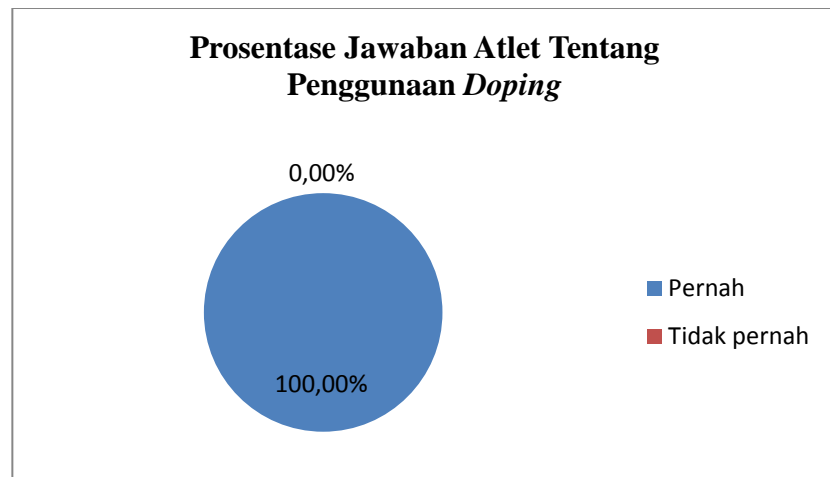 Prosentase Jawaban Atlet Tentang
Penggunaan Doping
0,00%
100,00%
Pernah
Tidak pernah